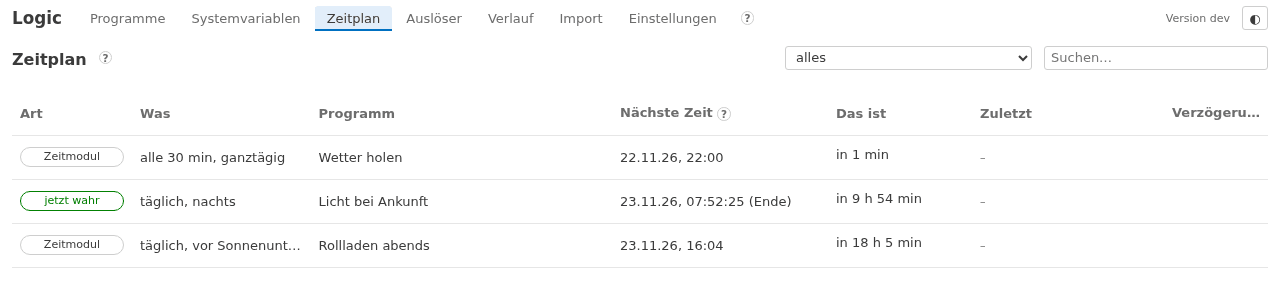 Logic Programme Systemvariablen Zeitplan Auslöser Verlauf Import Einstellungen ? Version dev
Zeitplan ? alles Suchen...
Art Was Programm Nächste Zeit ? Das ist Zuletzt Verzögeru...
Zeitmodul alle 30 min, ganztägig Wetter holen 22.11.26, 22:00 in 1 min –
jetzt wahr täglich, nachts Licht bei Ankunft 23.11.26, 07:52:25 (Ende) in 9 h 54 min –
Zeitmodul täglich, vor Sonnenunt... Rollladen abends 23.11.26, 16:04 in 18 h 5 min –